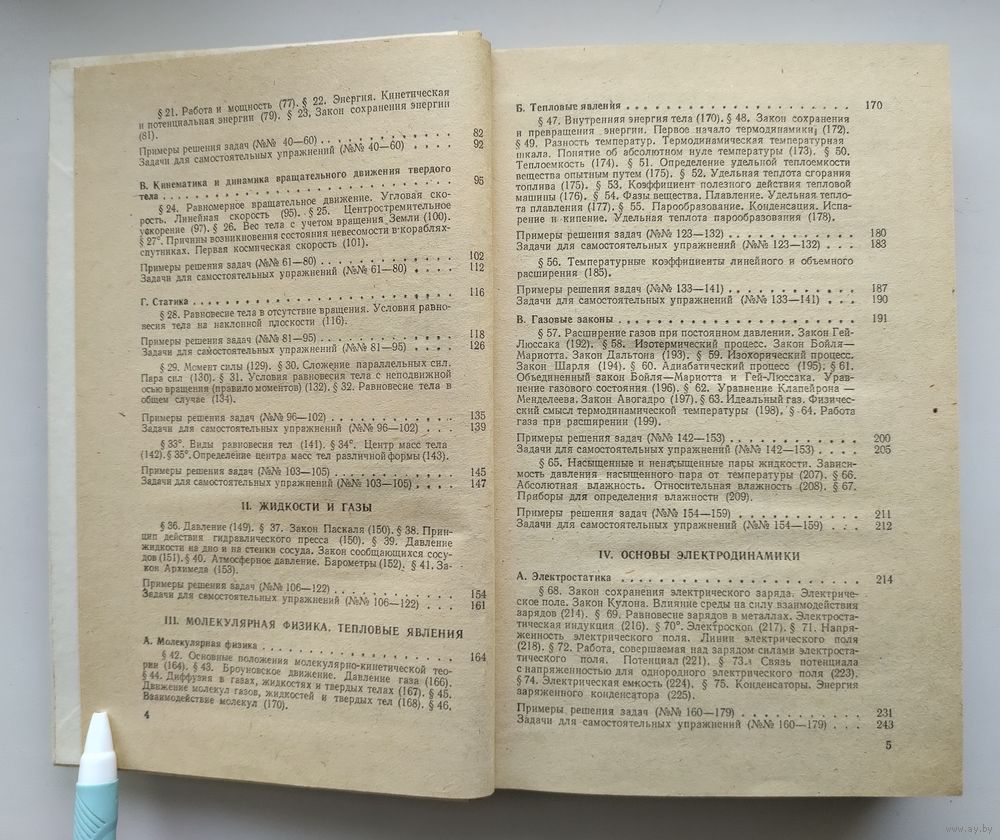 § 21. Работа и мощность (77). § 22. Энергия. Кинетическая
и потенциальная энергии (79). § 23, Закон сохранения энергии
(81).
Примеры решения задач (№№ 40—60) . . . . . . . . . . 82
Задачи для самостоятельных упражнений (№№ 40—60) . . . . 92
В. Кинематика и динамика вращательного движения твердого
тела . . . . . . . . . . . . . . . . . . . . . . . . 95
§ 24. Равномерное вращательное движение. Угловая ско-
рость. Линейная скорость (95). § 25. Центростремительное
ускорение (97). § 26. Вес тела с учетом вращения Земли (100).
§ 27°. Причины возникновения состояния невесомости в кораблях-
спутниках. Первая космическая скорость (101).
Примеры решения задач (№№ 61—80) . . . . . . . . . . 102
Задачи для самостоятельных упражнений (№№ 61—80) . . . . 112
Г. Статика . . . . . . . . . . . . . . . . . . . . . . 116
§ 28. Равновесие тела в отсутствие вращения. Условия равно-
весия тела на наклонной плоскости (116).
Примеры решения задач (№№ 81—95) . . . . . . . . . . 118
Задачи для самостоятельных упражнений (№№ 81—95) . . . . 126
§ 29. Момент силы (129). § 30. Сложение параллельных сил.
Пара сил (130). § 31. Условия равновесия тела с неподвижной
осью вращения (правило моментов) (132). § 32. Равновесие тела в
общем случае (134).
Примеры решения задач (№№ 96—102) . . . . . . . . . . 135
Задачи для самостоятельных упражнений (№№ 96—102) . . . 139
§ 33°. Виды равновесия тел (141). § 34°. Центр масс тела
(142). § 35°. Определение центра масс тел различной формы (143).
Примеры решения задач (№№ 103—105) . . . . . . . . . . 145
Задачи для самостоятельных упражнений (№№ 103—105) . . . . 147
II. ЖИДКОСТИ И ГАЗЫ
§ 36. Давление (149). § 37. Закон Паскаля (150). § 38. Прин-
цип действия гидравлического пресса (150). § 39. Давление
жидкости на дно и на стенки сосуда. Закон сообщающихся сосу-
дов (151). § 40. Атмосферное давление. Барометры (152). § 41. За-
кон Архимеда (153).
Примеры решения задач (№№ 106—122) . . . . . . . . . . 154
Задачи для самостоятельных упражнений (№№ 106—122) . . . 161
III. МОЛЕКУЛЯРНАЯ ФИЗИКА. ТЕПЛОВЫЕ ЯВЛЕНИЯ
А. Молекулярная физика . . . . . . . . . . . . . . . . 164
§ 42. Основные положения молекулярно-кинетической тео-
рии (164). § 43. Броуновское движение. Давление газа (166).
§ 44. Диффузия в газах, жидкостях и твердых телах (167). § 45.
Движение молекул газов, жидкостей и твердых тел (168). § 46.
Взаимодействие молекул (170).
4
Б. Тепловые явления . . . . . . . . . . . . . . . . . . 170
§ 47. Внутренняя энергия тела (170). § 48. Закон сохранения
и превращения энергии. Первое начало термодинамики (172).
§ 49. Разность температур. Термодинамическая температурная
шкала. Понятие об абсолютном нуле температуры (173). § 50.
Теплоемкость (174). § 51. Определение удельной теплоемкости
вещества опытным путем (175). § 52. Удельная теплота сгорания
топлива (175). § 53. Коэффициент полезного действия тепловой
машины (176). § 54. Фазы вещества. Плавление. Удельная тепло-
та плавления (177). § 55. Парообразование. Конденсация. Испа-
рение и кипение. Удельная теплота парообразования (178).
Примеры решения задач (№№ 123—132) . . . . . . . . . . 180
Задачи для самостоятельных упражнений (№№ 123—132) . . . 183
§ 56. Температурные коэффициенты линейного и объемного
расширения (185).
Примеры решения задач (№№ 133—141) . . . . . . . . . . 187
Задачи для самостоятельных упражнений (№№ 133—141) . . . 190
В. Газовые законы . . . . . . . . . . . . . . . . . . . 191
§ 57. Расширение газов при постоянном давлении. Закон Гей-
Люссака (192). § 58. Изотермический процесс. Закон Бойля—
Мариотта. Закон Дальтона (193). § 59. Изохорический процесс.
Закон Шарля (194). § 60. Адиабатический процесс (195). § 61.
Объединенный закон Бойля—Мариотта и Гей-Люссака. Урав-
нение газового состояния (196). § 62. Уравнение Клапейрона —
Менделеева. Закон Авогадро (197). § 63. Идеальный газ. Физичес-
кий смысл термодинамической температуры (198). § 64. Работа
газа при расширении (199).
Примеры решения задач (№№ 142—153) . . . . . . . . . . 200
Задачи для самостоятельных упражнений (№№ 142—153) . . . . 205
§ 65. Насыщенные и ненасыщенные пары жидкости. Зависи-
мость давления насыщенного пара от температуры (207). § 66.
Абсолютная влажность. Относительная влажность (208). § 67.
Приборы для определения влажности (209).
Примеры решения задач (№№ 154—159) . . . . . . . . . . 211
Задачи для самостоятельных упражнений (№№ 154—159) . . . 212
IV. ОСНОВЫ ЭЛЕКТРОДИНАМИКИ
А. Электростатика . . . . . . . . . . . . . . . . . . . 214
§ 68. Закон сохранения электрического заряда. Электриче-
ское поле. Закон Кулона. Влияние среды на силу взаимодействия
зарядов (214). § 69. Равновесие зарядов в металлах. Электроста-
тическая индукция (216). § 70°. Электроскоп (217). § 71. Напря-
женность электрического поля. Линии электрического поля
(218). § 72. Работа, совершаемая над зарядом силами электроста-
тического поля. Потенциал (221). § 73. Связь потенциала
с напряженностью для однородного электрического поля (223).
§ 74. Электрическая емкость (224). § 75. Конденсаторы. Энергия
заряженного конденсатора (225).
Примеры решения задач (№№ 160—179) . . . . . . . . . . 231
Задачи для самостоятельных упражнений (№№ 160—179) . . . 243
5
www.ay.by